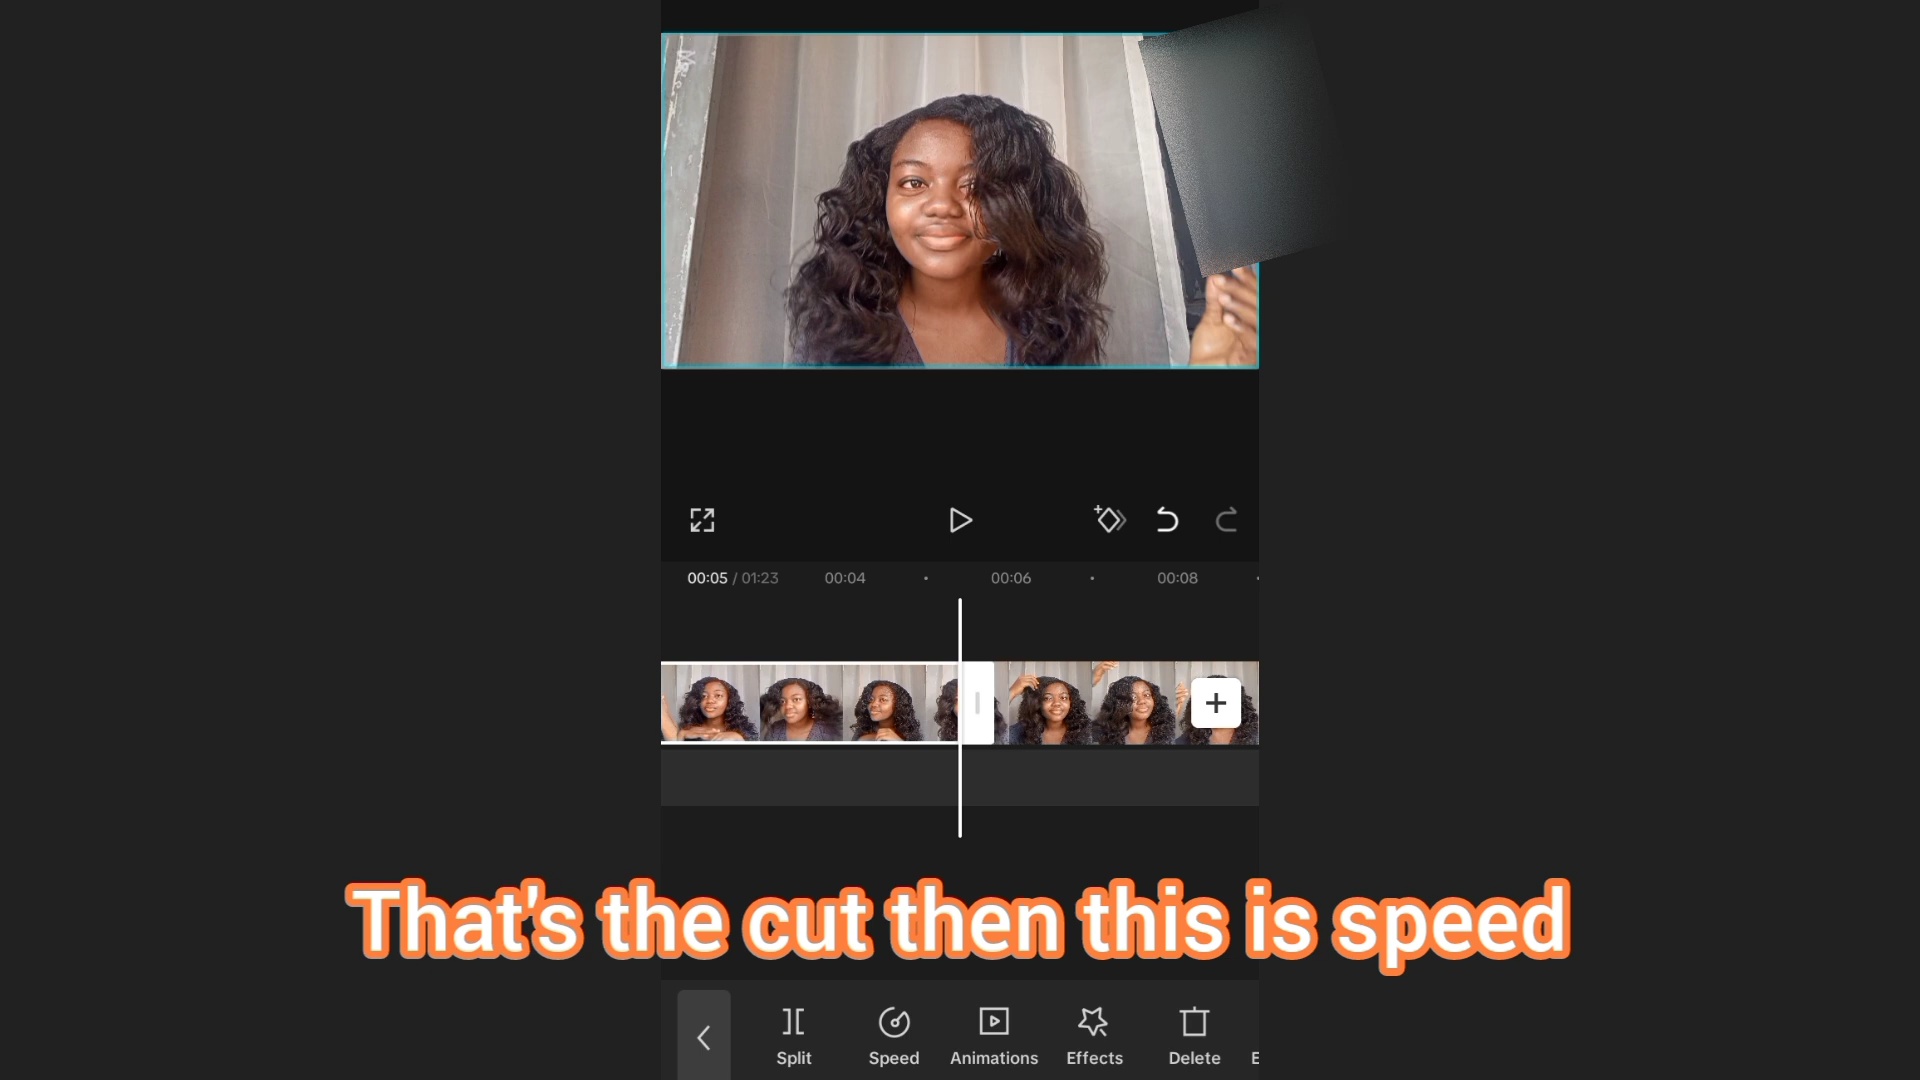 00:05 / 01:23 00:04 00:06 00:08
That's the cut then this is speed
Split Speed Animations Effects Delete E